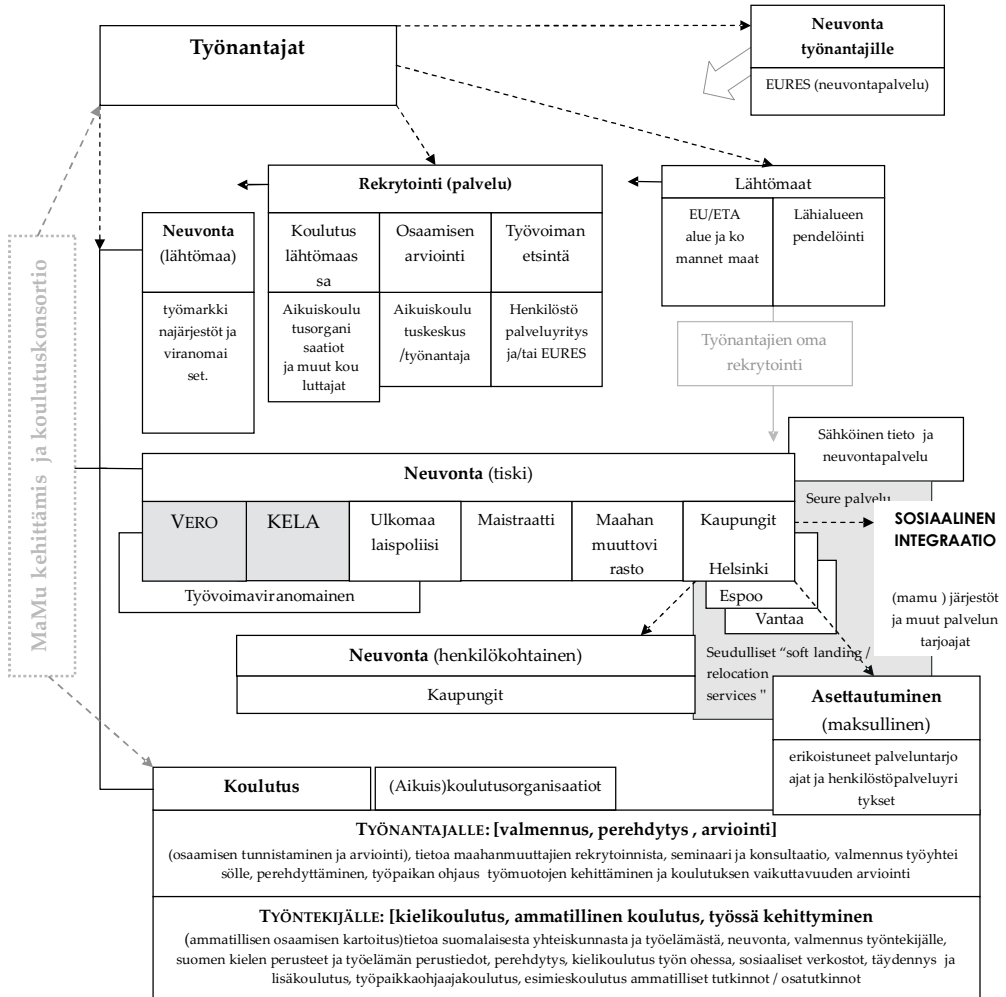 Työnantajat
Neuvonta
työnantajille
EURES (neuvontapalvelu)
Rekrytointi (palvelu)
Lähtömaat
Neuvonta
(lähtömaa)
Koulutus
lähtömaas
sa
Osaamisen
arviointi
Työvoiman
etsintä
EU/ETA
alue ja ko
mannet maat
Lähialueen
pendelöinti
työmarkki
najärjestöt ja
viranomai
set.
Aikuiskoulu
tusorgani
saatiot
ja muut kou
luttajat
Aikuiskoulu
tuskeskus
/työnantaja
Henkilöstö
palveluyritys
ja/tai EURES
Työnantajien oma
rekrytointi
MaMu kehittämis ja koulutuskonsortio
Sähköinen tieto ja
neuvontapalvelu
Neuvonta (tiski)
Seure palvelu
VERO
KELA
Ulkomaa
laispoliisi
Maistraatti
Maahan
muuttovi
rasto
Kaupungit
Helsinki
Espoo
Vantaa
SOSIAALINEN
INTEGRAATIO
(mamu ) järjestöt
ja muut palvelun
tarjoajat
Työvoimaviranomainen
Neuvonta (henkilökohtainen)
Kaupungit
Seudulliset "soft landing /
relocation
services "
Asettautuminen
(maksullinen)
erikoistuneet palveluntarjo
ajat ja henkilöstöpalveluyri
tykset
Koulutus
(Aikuis)koulutusorganisaatiot
TYÖNANTAJALLE: [valmennus, perehdytys , arviointi]
(osaamisen tunnistaminen ja arviointi), tietoa maahanmuuttajien rekrytoinnista, seminaari ja konsultaatio, valmennus työyhtei
sölle, perehdyttäminen, työpaikan ohjaus työmuotojen kehittäminen ja koulutuksen vaikuttavuuden arviointi
TYÖNTEKIJÄLLE: [kielikoulutus, ammatillinen koulutus, työssä kehittyminen
(ammatillisen osaamisen kartoitus)tietoa suomalaisesta yhteiskunnasta ja työelämästä, neuvonta, valmennus työntekijälle,
suomen kielen perusteet ja työelämän perustiedot, perehdytys, kielikoulutus työn ohessa, sosiaaliset verkostot, täydennys ja
lisäkoulutus, työpaikkaohjaajakoulutus, esimieskoulutus ammatilliset tutkinnot / osatutkinnot